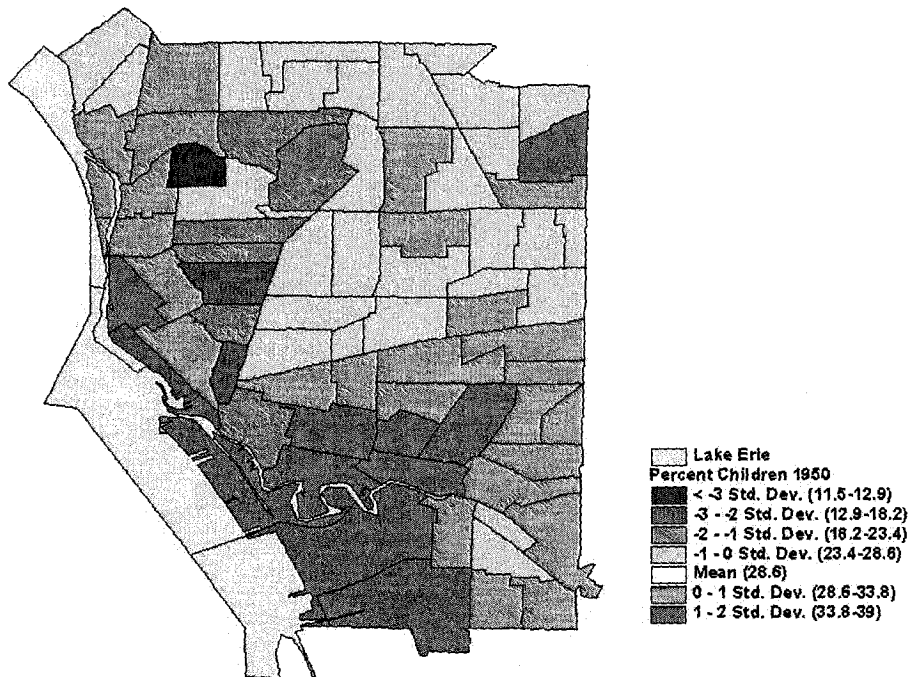 Lake Erie
Percent Children 1950
< -3 Std. Dev. (11.5-12.9)
-3 - -2 Std. Dev. (12.9-18.2)
-2 - -1 Std. Dev. (18.2-23.4)
-1 - 0 Std. Dev. (23.4-28.6)
Mean (28.6)
0 - 1 Std. Dev. (28.6-33.8)
1 - 2 Std. Dev. (33.8-39)